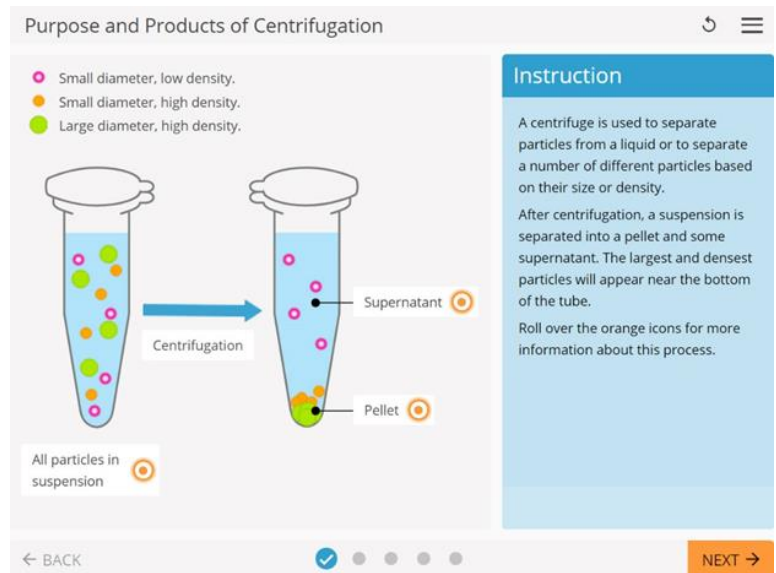 Purpose and Products of Centrifugation
Small diameter, low density.
Small diameter, high density.
Large diameter, high density.
Centrifugation
Supernatant
Pellet
All particles in
suspension
Instruction
A centrifuge is used to separate
particles from a liquid or to separate
a number of different particles based
on their size or density.
After centrifugation, a suspension is
separated into a pellet and some
supernatant. The largest and densest
particles will appear near the bottom
of the tube.
Roll over the orange icons for more
information about this process.
← BACK
NEXT →